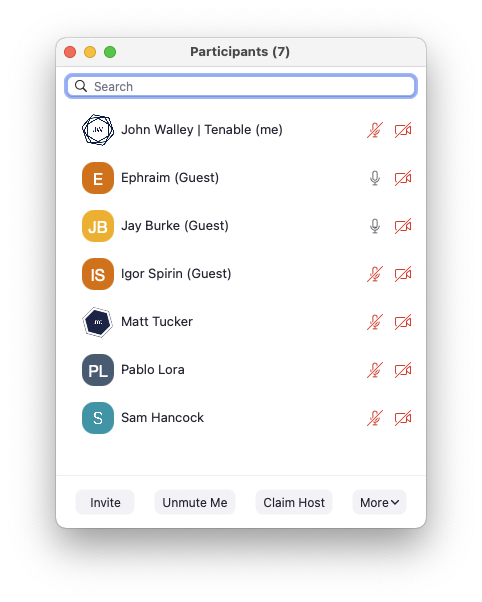 Participants (7)
Search
John Walley | Tenable (me)
E
Ephraim (Guest)
JB
Jay Burke (Guest)
IS
Igor Spirin (Guest)
Matt Tucker
PL
Pablo Lora
S
Sam Hancock
Invite
Unmute Me
Claim Host
More